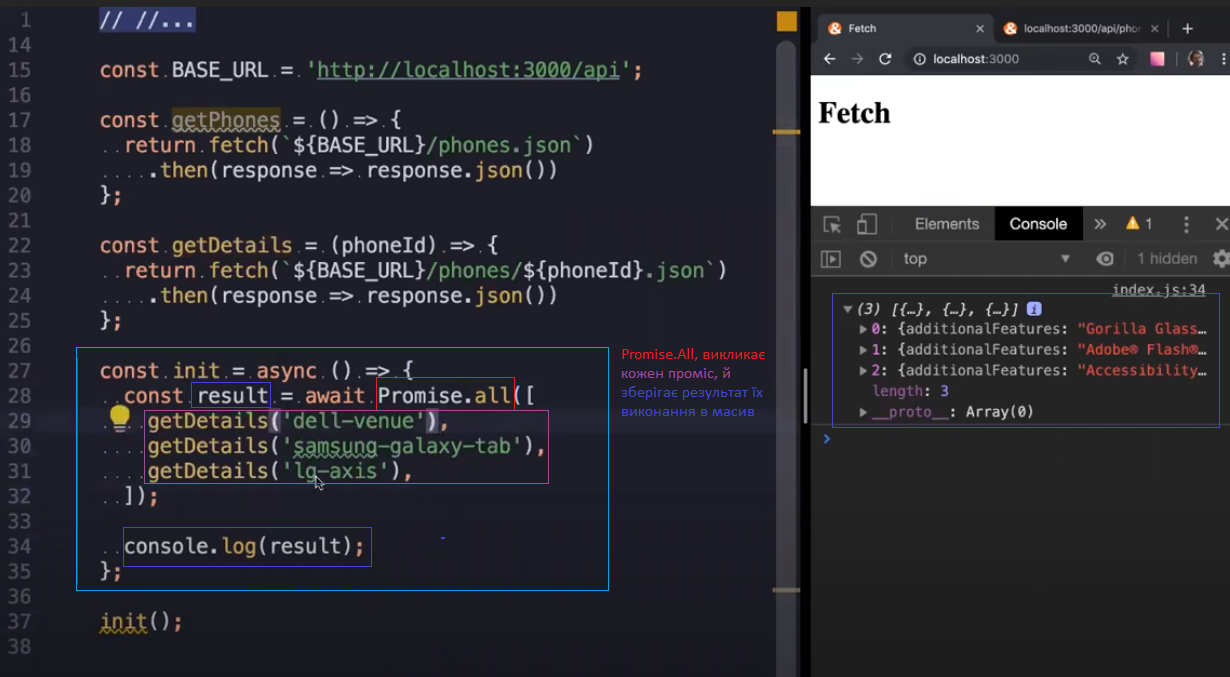 1 // //...
14
15 const BASE_URL = 'http://localhost:3000/api';
16
17 const getPhones = () => {
18 return fetch(`${BASE_URL}/phones.json`)
19 .then(response => response.json())
20 };
21
22 const getDetails = (phoneId) => {
23 return fetch(`${BASE_URL}/phones/${phoneId}.json`)
24 .then(response => response.json())
25 };
26
27 const init = async () => {
28 const result = await Promise.all([
29 getDetails('dell-venue'),
30 getDetails('samsung-galaxy-tab'),
31 getDetails('lg-axis'),
32 ]);
33
34 console.log(result);
35 };
36
37 init();
38
Promise.All, викликає
кожен проміс, й
зберігає результат їх
виконання в масив
Fetch
localhost:3000/api/pho
localhost:3000
Fetch
Elements Console » 1
top 1 hidden
index.js:34
(3) [{…}, {…}, {…}] i
0: {additionalFeatures: "Gorilla Glass…
1: {additionalFeatures: "Adobe® Flash®…
2: {additionalFeatures: "Accessibility…
length: 3
__proto__: Array(0)